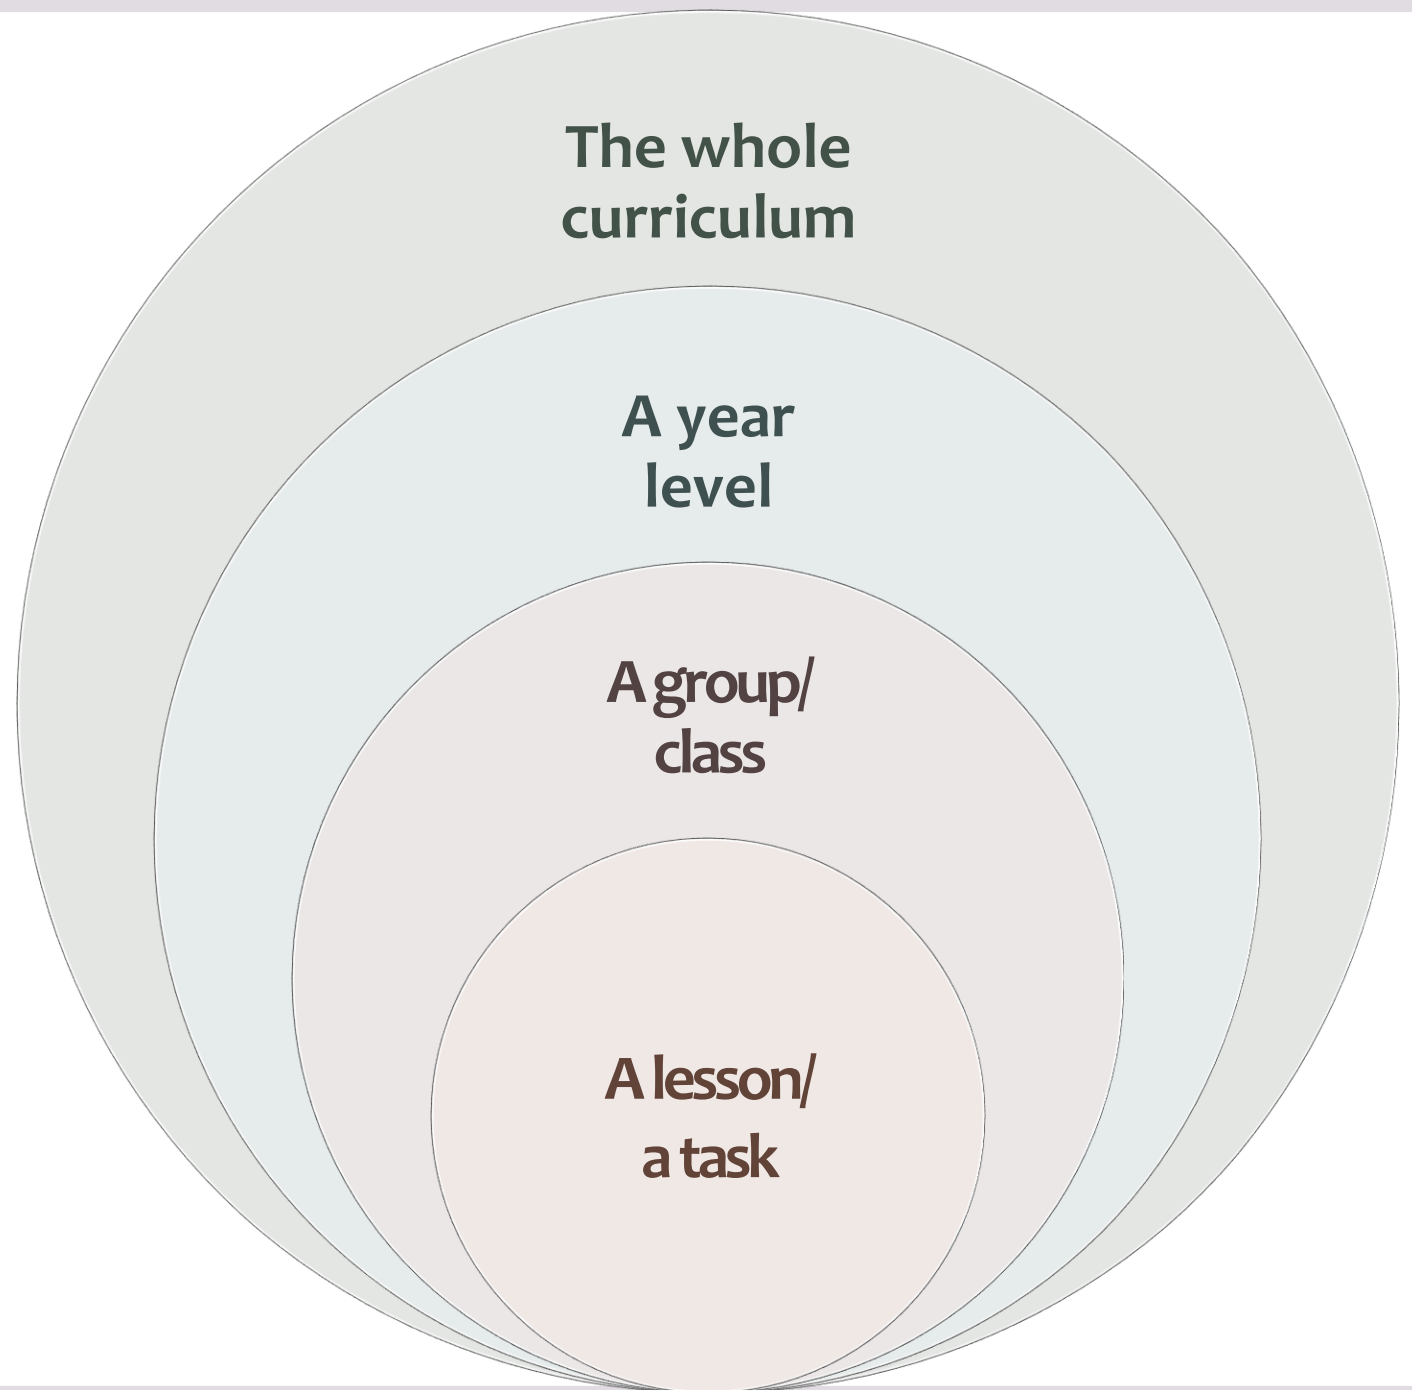 The whole
curriculum
A year
level
A group/
class
A lesson/
a task